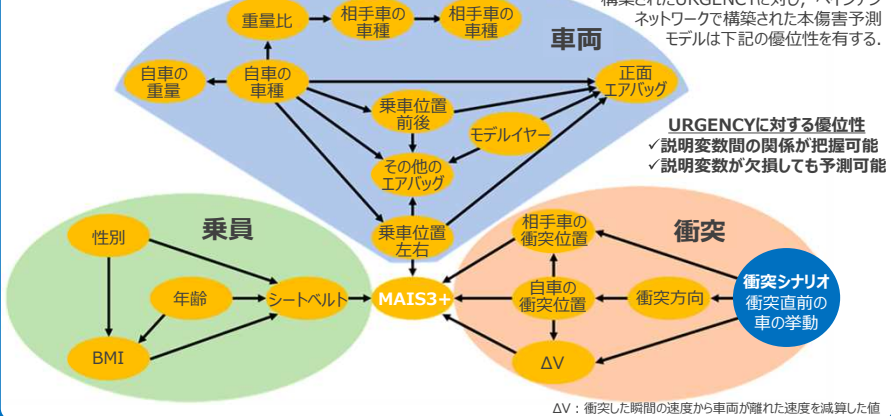 構築されたURGENCYに対し，ベイジアン
ネットワークで構築された本傷害予測
モデルは下記の優位性を有する.
車両
重量比
相手車の
車種
相手車の
車種
自車の
重量
自車の
車種
正面
エアバッグ
乗車位置
前後
モデルイヤー
その他の
エアバッグ
乗車位置
左右
URGENCYに対する優位性
✓説明変数間の関係が把握可能
✓説明変数が欠損しても予測可能
乗員
性別
年齢
シートベルト
BMI
MAIS3+
衝突
相手車の
衝突位置
自車の
衝突位置
衝突方向
ΔV
衝突シナリオ
衝突直前の
車の挙動
ΔV：衝突した瞬間の速度から車両が離れた速度を減算した値